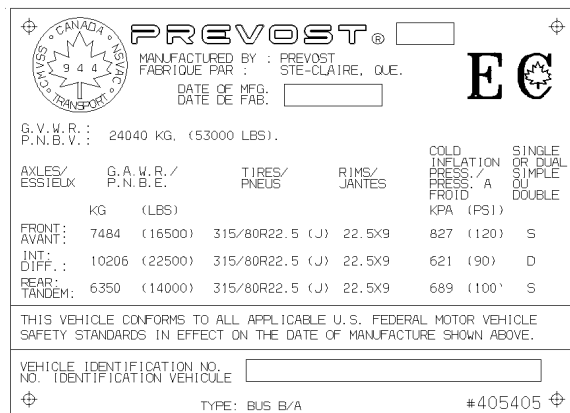 CANADA
CMVSS NSVAC
944
TRANSPORT
PREVOST®
MANUFACTURED BY : PREVOST
FABRIQUE PAR : STE-CLAIRE, QUE.
DATE OF MFG.
DATE DE FAB.
EC
G.V.W.R.:
P.N.B.V.: 24040 KG, (53000 LBS).
AXLES/
ESSIEUX
G.A.W.R./
P.N.B.E.
TIRES/
PNEUS
RIMS/
JANTES
COLD
INFLATION
PRESS./
PRESS. A
FROID
SINGLE
OR DUAL
SIMPLE
OU
DOUBLE
KG (LBS) KPA (PSI)
FRONT:
AVANT: 7484 (16500) 315/80R22.5 (J) 22.5X9 827 (120) S
INT:
DIFF.: 10206 (22500) 315/80R22.5 (J) 22.5X9 621 (90) D
REAR:
TANDEM: 6350 (14000) 315/80R22.5 (J) 22.5X9 689 (100) S
THIS VEHICLE CONFORMS TO ALL APPLICABLE U.S. FEDERAL MOTOR VEHICLE
SAFETY STANDARDS IN EFFECT ON THE DATE OF MANUFACTURE SHOWN ABOVE.
VEHICLE IDENTIFICATION NO.
NO. IDENTIFICATION VEHICULE
TYPE: BUS B/A #405405